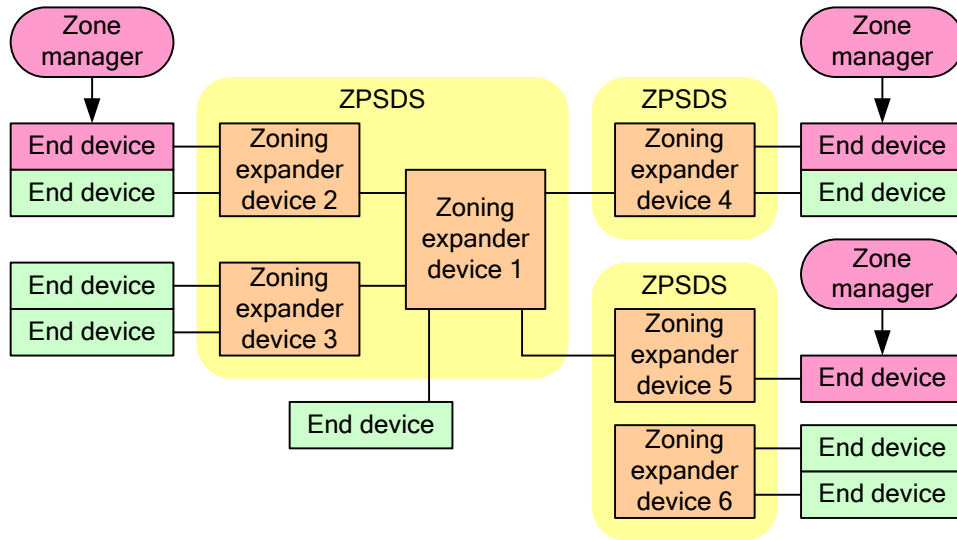 Zone
manager
Zone
manager
ZPSDS
ZPSDS
End device
End device
Zoning
expander
device 2
Zoning
expander
device 1
Zoning
expander
device 4
End device
End device
End device
End device
Zoning
expander
device 3
ZPSDS
Zone
manager
Zoning
expander
device 5
End device
End device
Zoning
expander
device 6
End device
End device